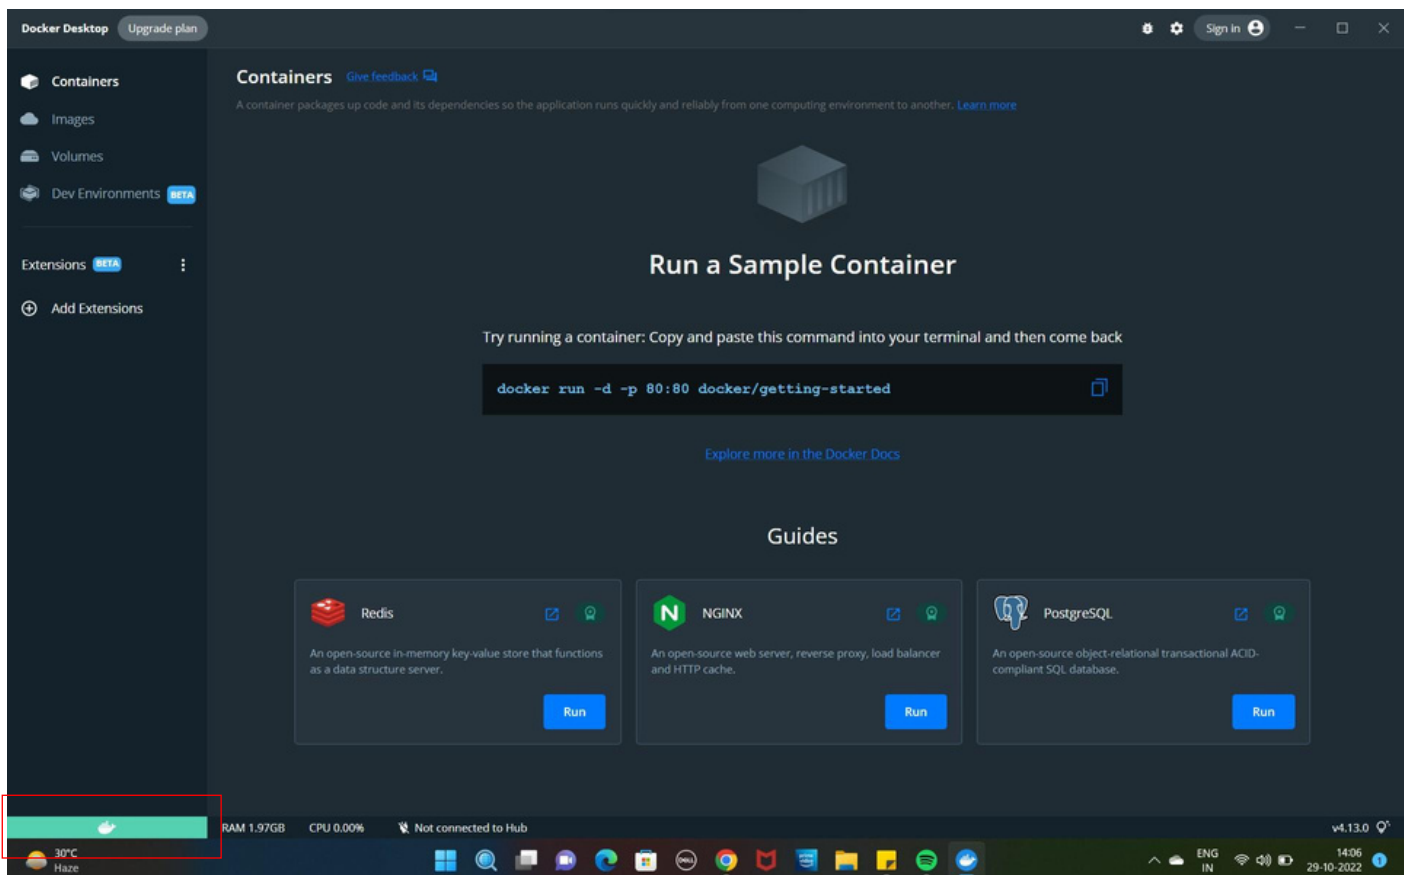 Docker Desktop Upgrade plan Sign in
Containers
Images
Volumes
Dev Environments BETA
Extensions BETA
Add Extensions
Containers Give feedback
A container packages up code and its dependencies so the application runs quickly and reliably from one computing environment to another. Learn more
Run a Sample Container
Try running a container: Copy and paste this command into your terminal and then come back
docker run -d -p 80:80 docker/getting-started
Explore more in the Docker Docs
Guides
Redis
An open-source in-memory key-value store that functions
as a data structure server.
Run
NGINX
An open-source web server, reverse proxy, load balancer
and HTTP cache.
Run
PostgreSQL
An open-source object-relational transactional ACID-
compliant SQL database.
Run
RAM 1.97GB CPU 0.00% Not connected to Hub v4.13.0
30°C
Haze
DELL
ENG
IN
14:06
29-10-2022
1